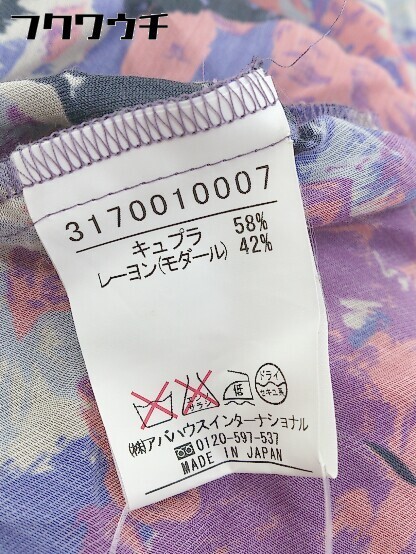 フクワウチ
3170010007
キュプラ 58%
レーヨン(モダール) 42%
低
ドライ
セキユ系
(株)アバハウスインターナショナル
0120-597-537
MADE IN JAPAN